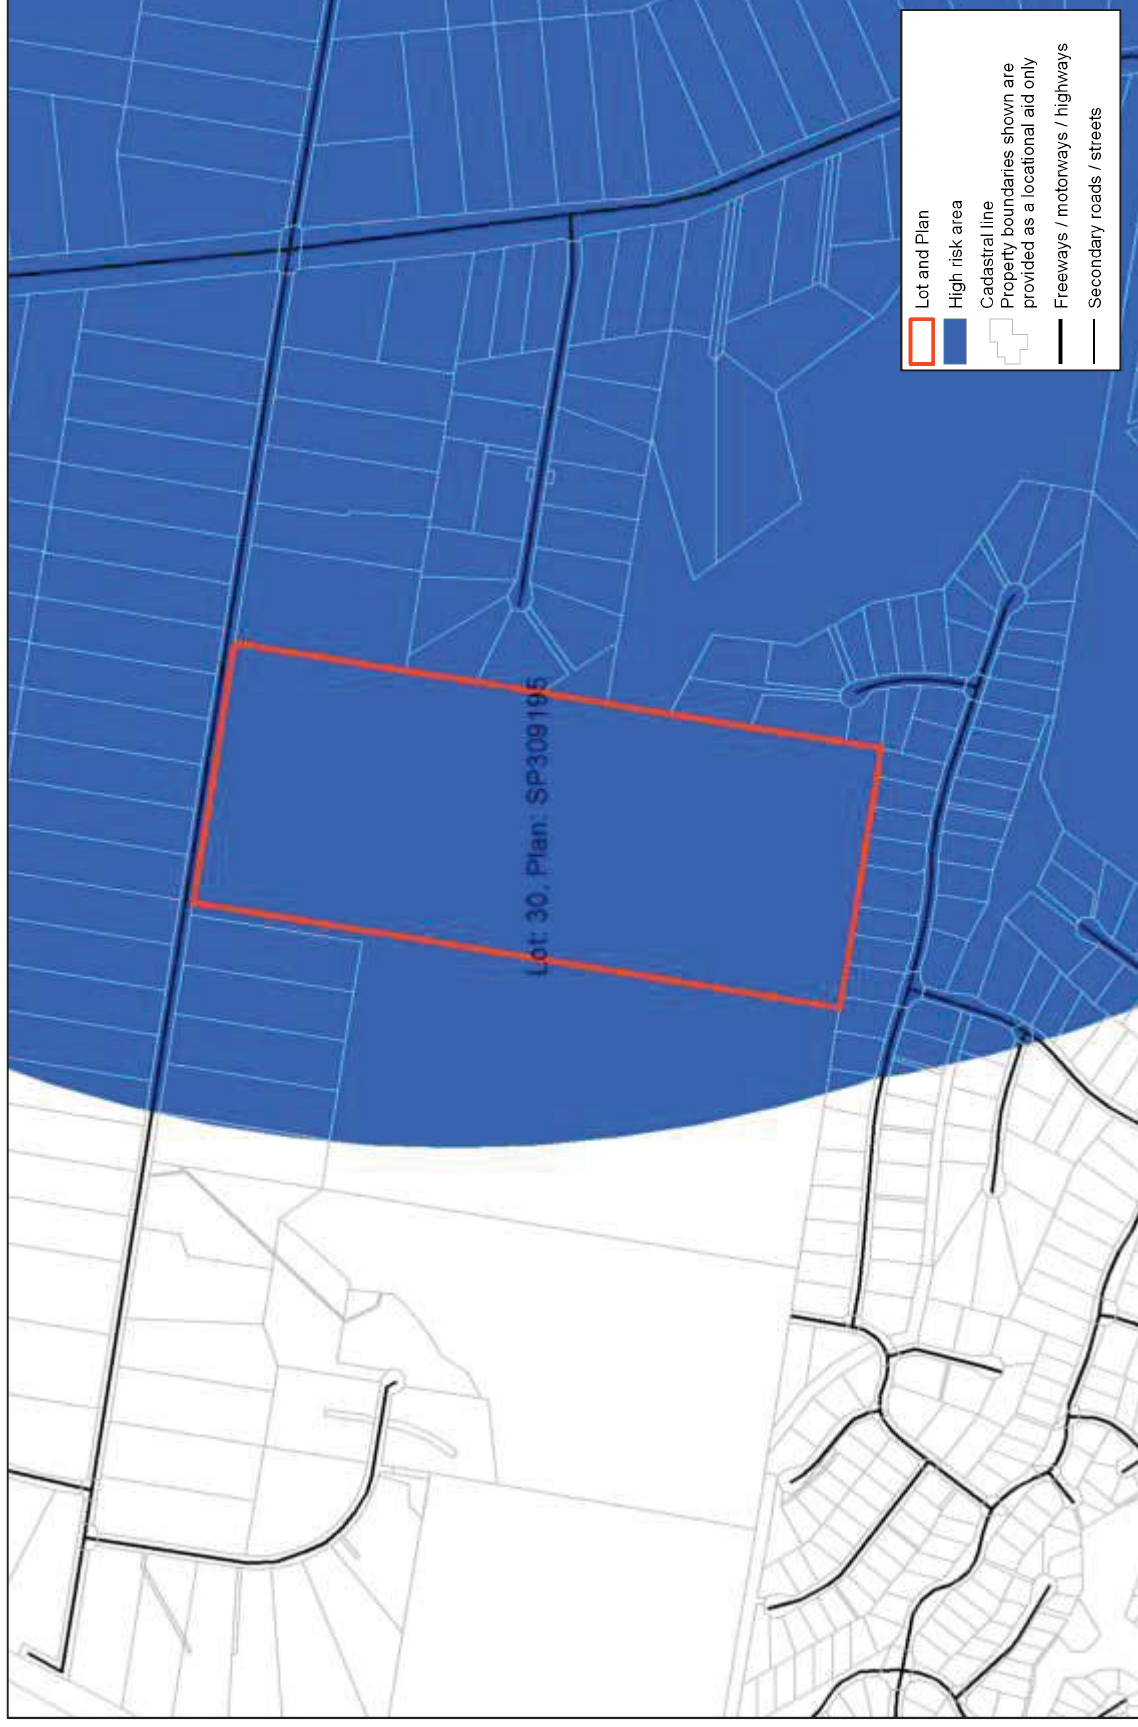 Lot: 30, Plan: SP309195
Lot and Plan
High risk area
Cadastral line
Property boundaries shown are
provided as a locational aid only
Freeways / motorways / highways
Secondary roads / streets